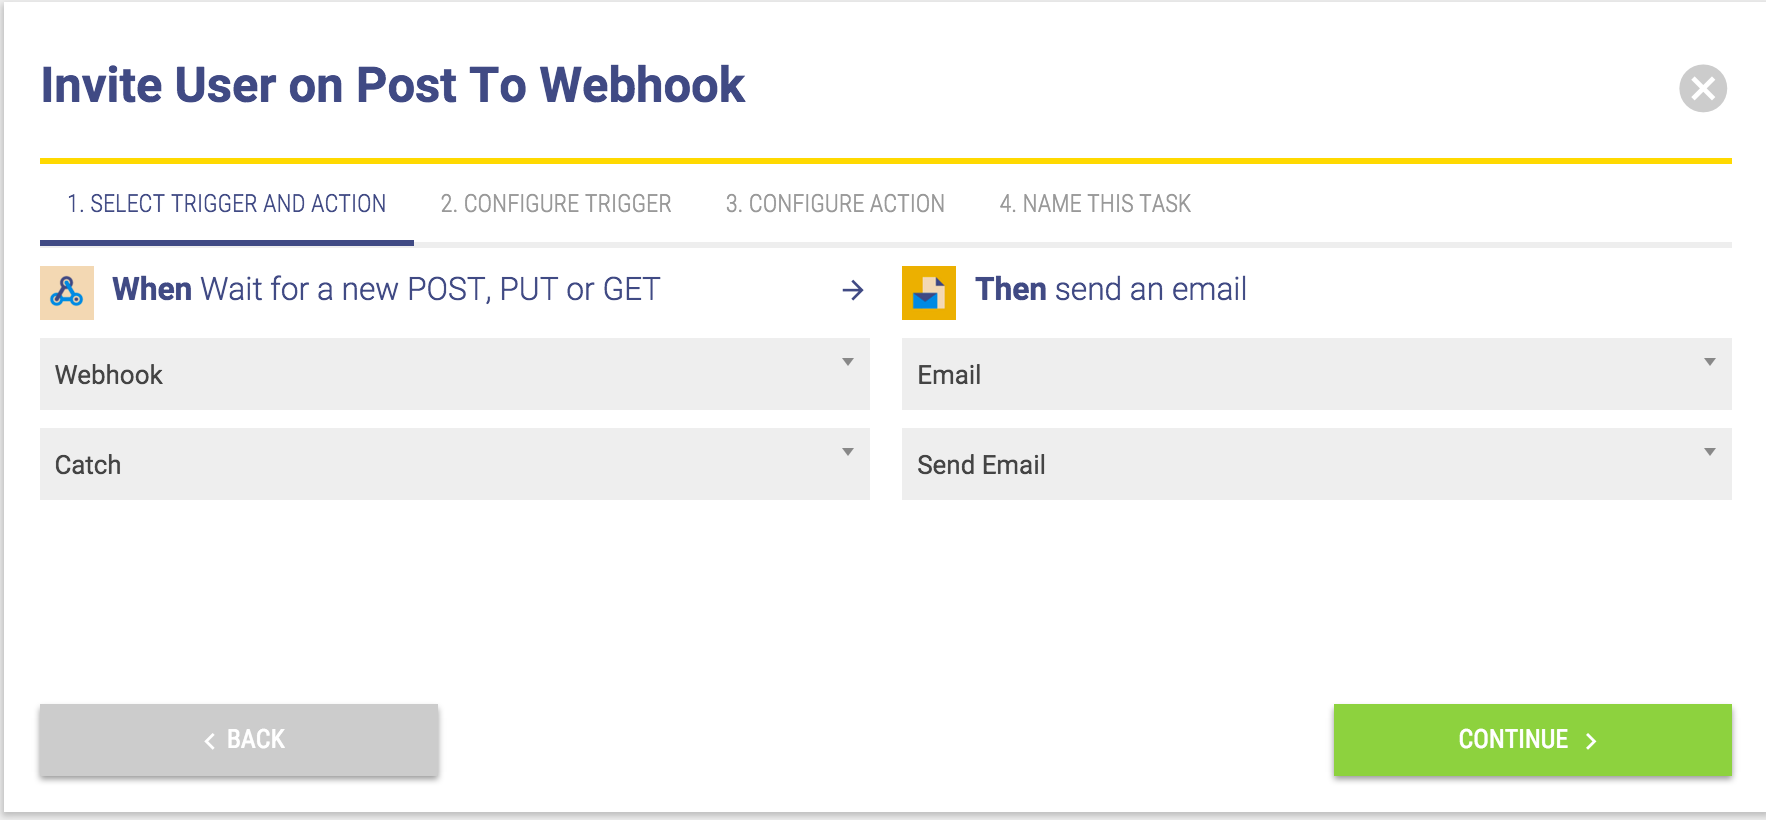 Invite User on Post To Webhook
1. SELECT TRIGGER AND ACTION
2. CONFIGURE TRIGGER
3. CONFIGURE ACTION
4. NAME THIS TASK
When Wait for a new POST, PUT or GET
Then send an email
Webhook
Email
Catch
Send Email
BACK
CONTINUE